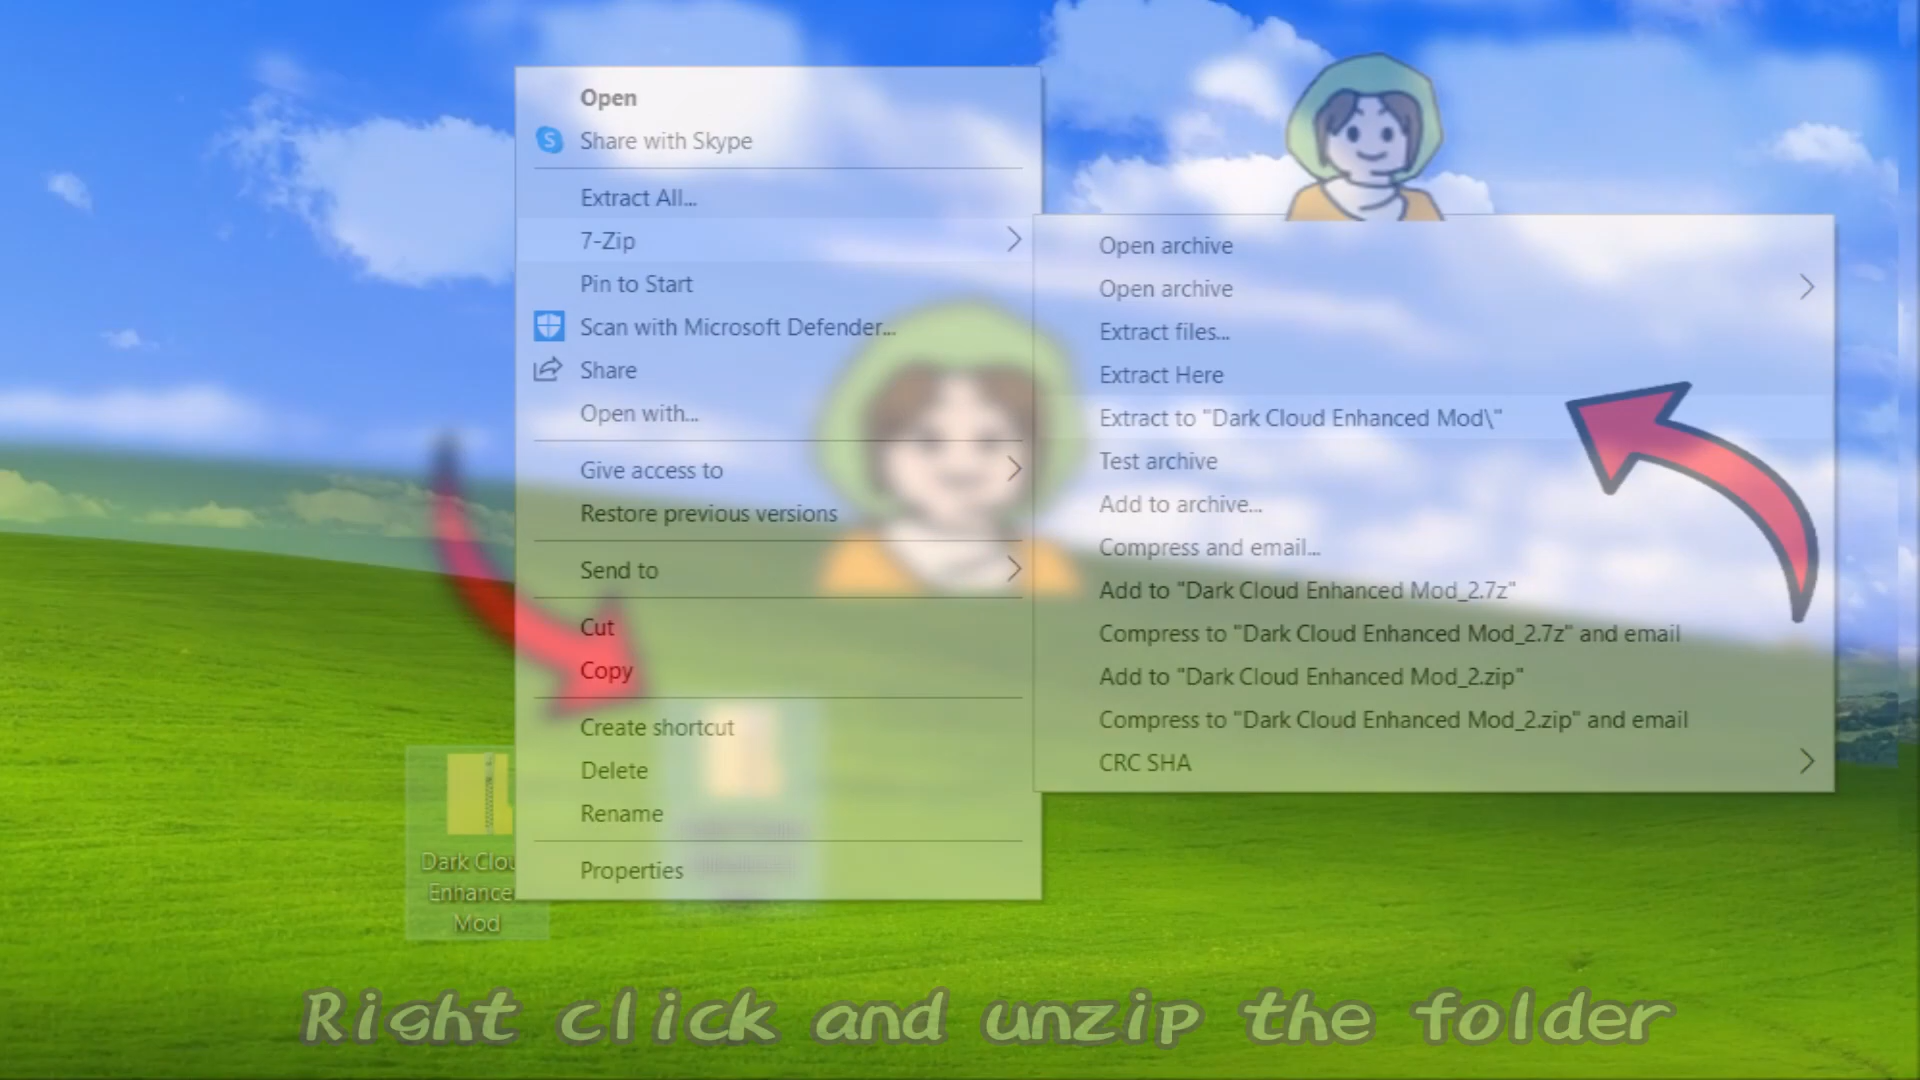 Open
Share with Skype
Extract All...
7-Zip
Pin to Start
Scan with Microsoft Defender...
Share
Open with...
Give access to
Restore previous versions
Send to
Cut
Copy
Create shortcut
Delete
Rename
Properties
Open archive
Open archive
Extract files...
Extract Here
Extract to "Dark Cloud Enhanced Mod\"
Test archive
Add to archive...
Compress and email...
Add to "Dark Cloud Enhanced Mod_2.7z"
Compress to "Dark Cloud Enhanced Mod_2.7z" and email
Add to "Dark Cloud Enhanced Mod_2.zip"
Compress to "Dark Cloud Enhanced Mod_2.zip" and email
CRC SHA
Dark Clou
Enhance
Mod
Right click and unzip the folder